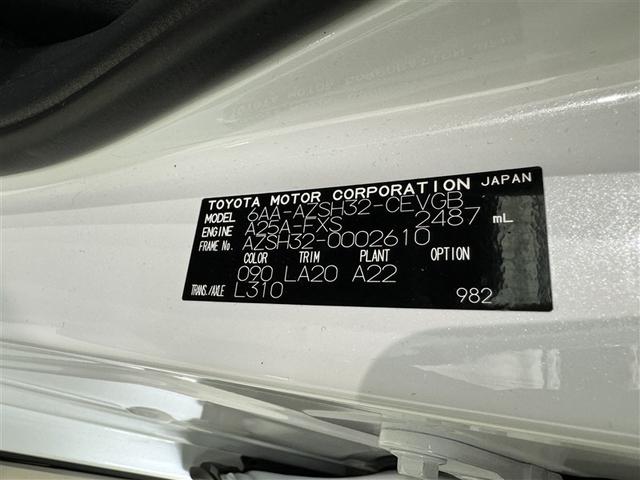 TOYOTA MOTOR CORPORATION JAPAN
MODEL 6AA-AZSH32-CEVGB
ENGINE A25A-FXS 2487 mL
FRAME No. AZSH32-0002610
COLOR TRIM PLANT OPTION
090 LA20 A22
TRANS./AXLE L310 982